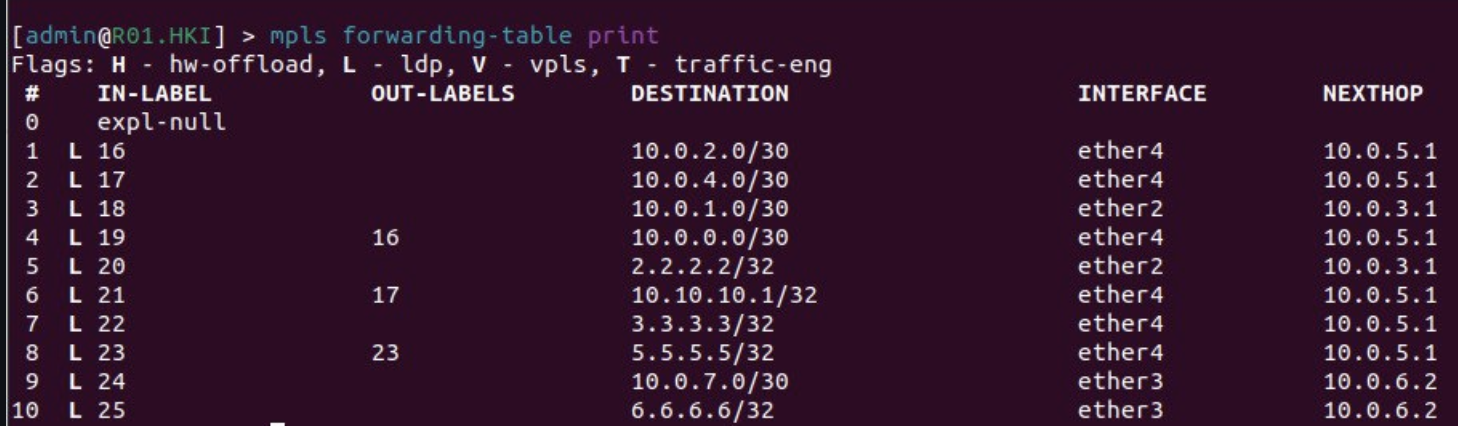 [admin@R01.HKI] > mpls forwarding-table print
Flags: H - hw-offload, L - ldp, V - vpls, T - traffic-eng
 #    IN-LABEL           OUT-LABELS        DESTINATION                     INTERFACE        NEXTHOP
 0    expl-null
 1  L 16                                   10.0.2.0/30                     ether4           10.0.5.1
 2  L 17                                   10.0.4.0/30                     ether4           10.0.5.1
 3  L 18                                   10.0.1.0/30                     ether2           10.0.3.1
 4  L 19                 16                10.0.0.0/30                     ether4           10.0.5.1
 5  L 20                                   2.2.2.2/32                      ether2           10.0.3.1
 6  L 21                 17                10.10.10.1/32                   ether4           10.0.5.1
 7  L 22                                   3.3.3.3/32                      ether4           10.0.5.1
 8  L 23                 23                5.5.5.5/32                      ether4           10.0.5.1
 9  L 24                                   10.0.7.0/30                     ether3           10.0.6.2
10  L 25                                   6.6.6.6/32                      ether3           10.0.6.2